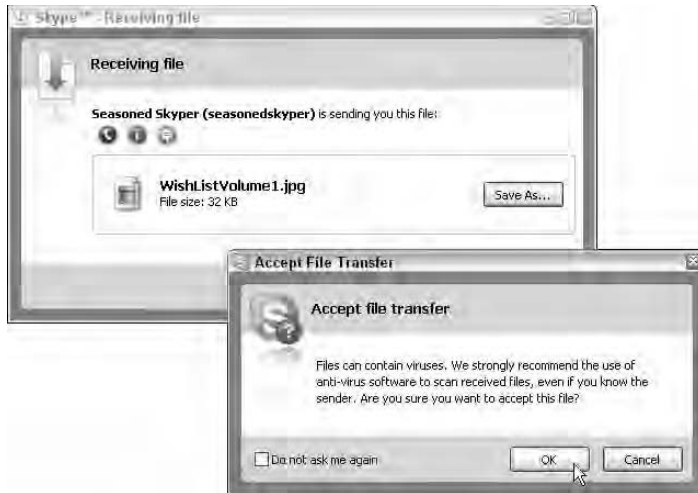 Skype™ - Receiving file
Receiving file
Seasoned Skyper (seasonedskyper) is sending you this file:
WishListVolume1.jpg
File size: 32 KB
Save As...
Accept File Transfer
Accept file transfer
Files can contain viruses. We strongly recommend the use of
anti-virus software to scan received files, even if you know the
sender. Are you sure you want to accept this file?
Do not ask me again
OK
Cancel